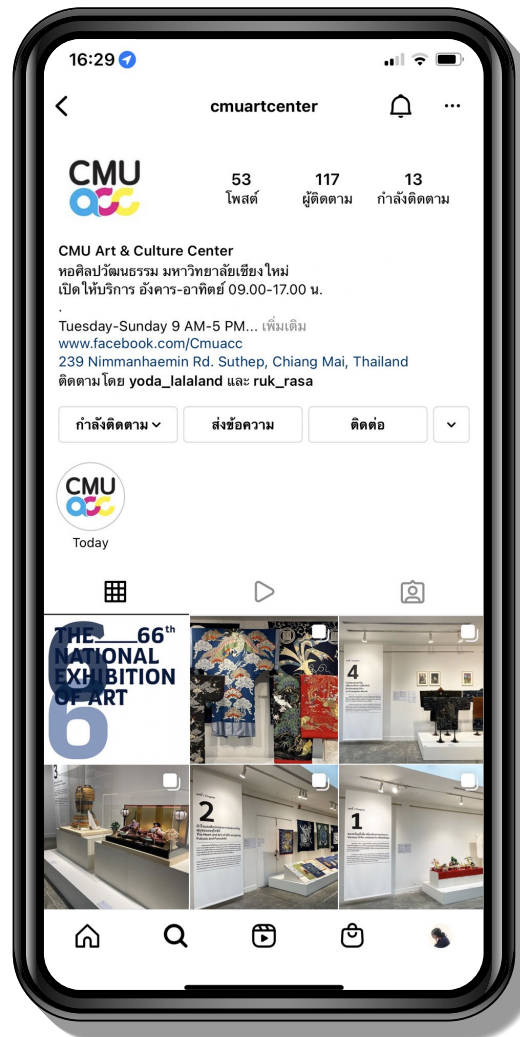 16:29
cmuartcenter
CMU
acc
53 117 13
โพสต์ ผู้ติดตาม กำลังติดตาม
CMU Art & Culture Center
หอศิลปวัฒนธรรม มหาวิทยาลัยเชียงใหม่
เปิดให้บริการ อังคาร-อาทิตย์ 09.00-17.00 น.
.
Tuesday-Sunday 9 AM-5 PM... เพิ่มเติม
www.facebook.com/Cmuacc
239 Nimmanhaemin Rd. Suthep, Chiang Mai, Thailand
ติดตามโดย yoda_lalaland และ ruk_rasa
กำลังติดตาม ส่งข้อความ ติดต่อ
CMU
acc
Today
66
THE 66th
NATIONAL
EXHIBITION
OF ART
4
3
2
1